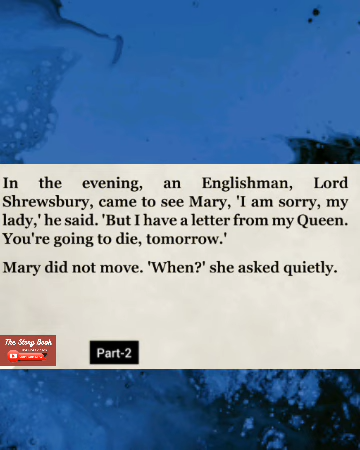 In the evening, an Englishman, Lord
Shrewsbury, came to see Mary, 'I am sorry, my
lady,' he said. 'But I have a letter from my Queen.
You're going to die, tomorrow.'
Mary did not move. 'When?' she asked quietly.
The Story Book
Part-2